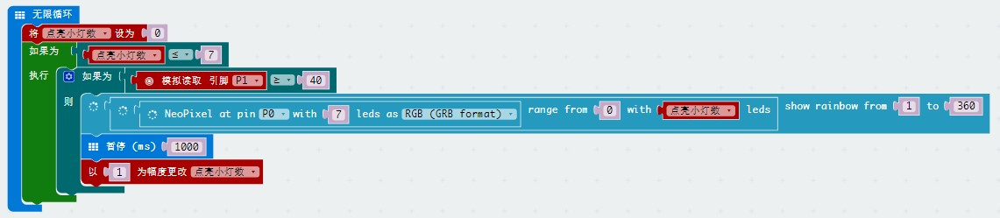 无限循环
将 点亮小灯数 设为 0
如果为 点亮小灯数 ≤ 7
执行 如果为 模拟读取 引脚 P1 ≥ 40
则 NeoPixel at pin P0 with 7 leds as RGB (GRB format) range from 0 with 点亮小灯数 leds show rainbow from 1 to 360
暂停 (ms) 1000
以 1 为幅度更改 点亮小灯数